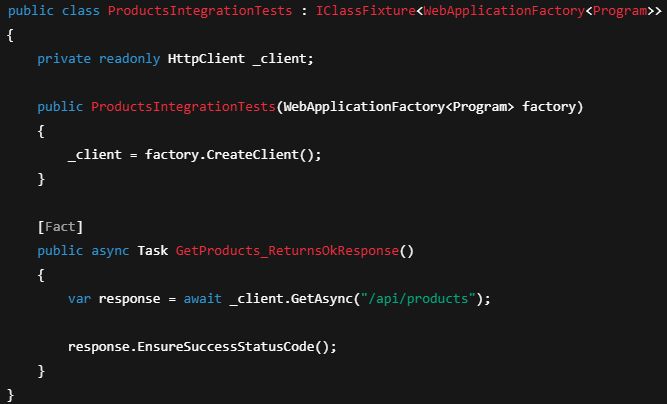 public class ProductsIntegrationTests : IClassFixture<WebApplicationFactory<Program>>
{
    private readonly HttpClient _client;

    public ProductsIntegrationTests(WebApplicationFactory<Program> factory)
    {
        _client = factory.CreateClient();
    }

    [Fact]
    public async Task GetProducts_ReturnsOkResponse()
    {
        var response = await _client.GetAsync("/api/products");

        response.EnsureSuccessStatusCode();
    }
}